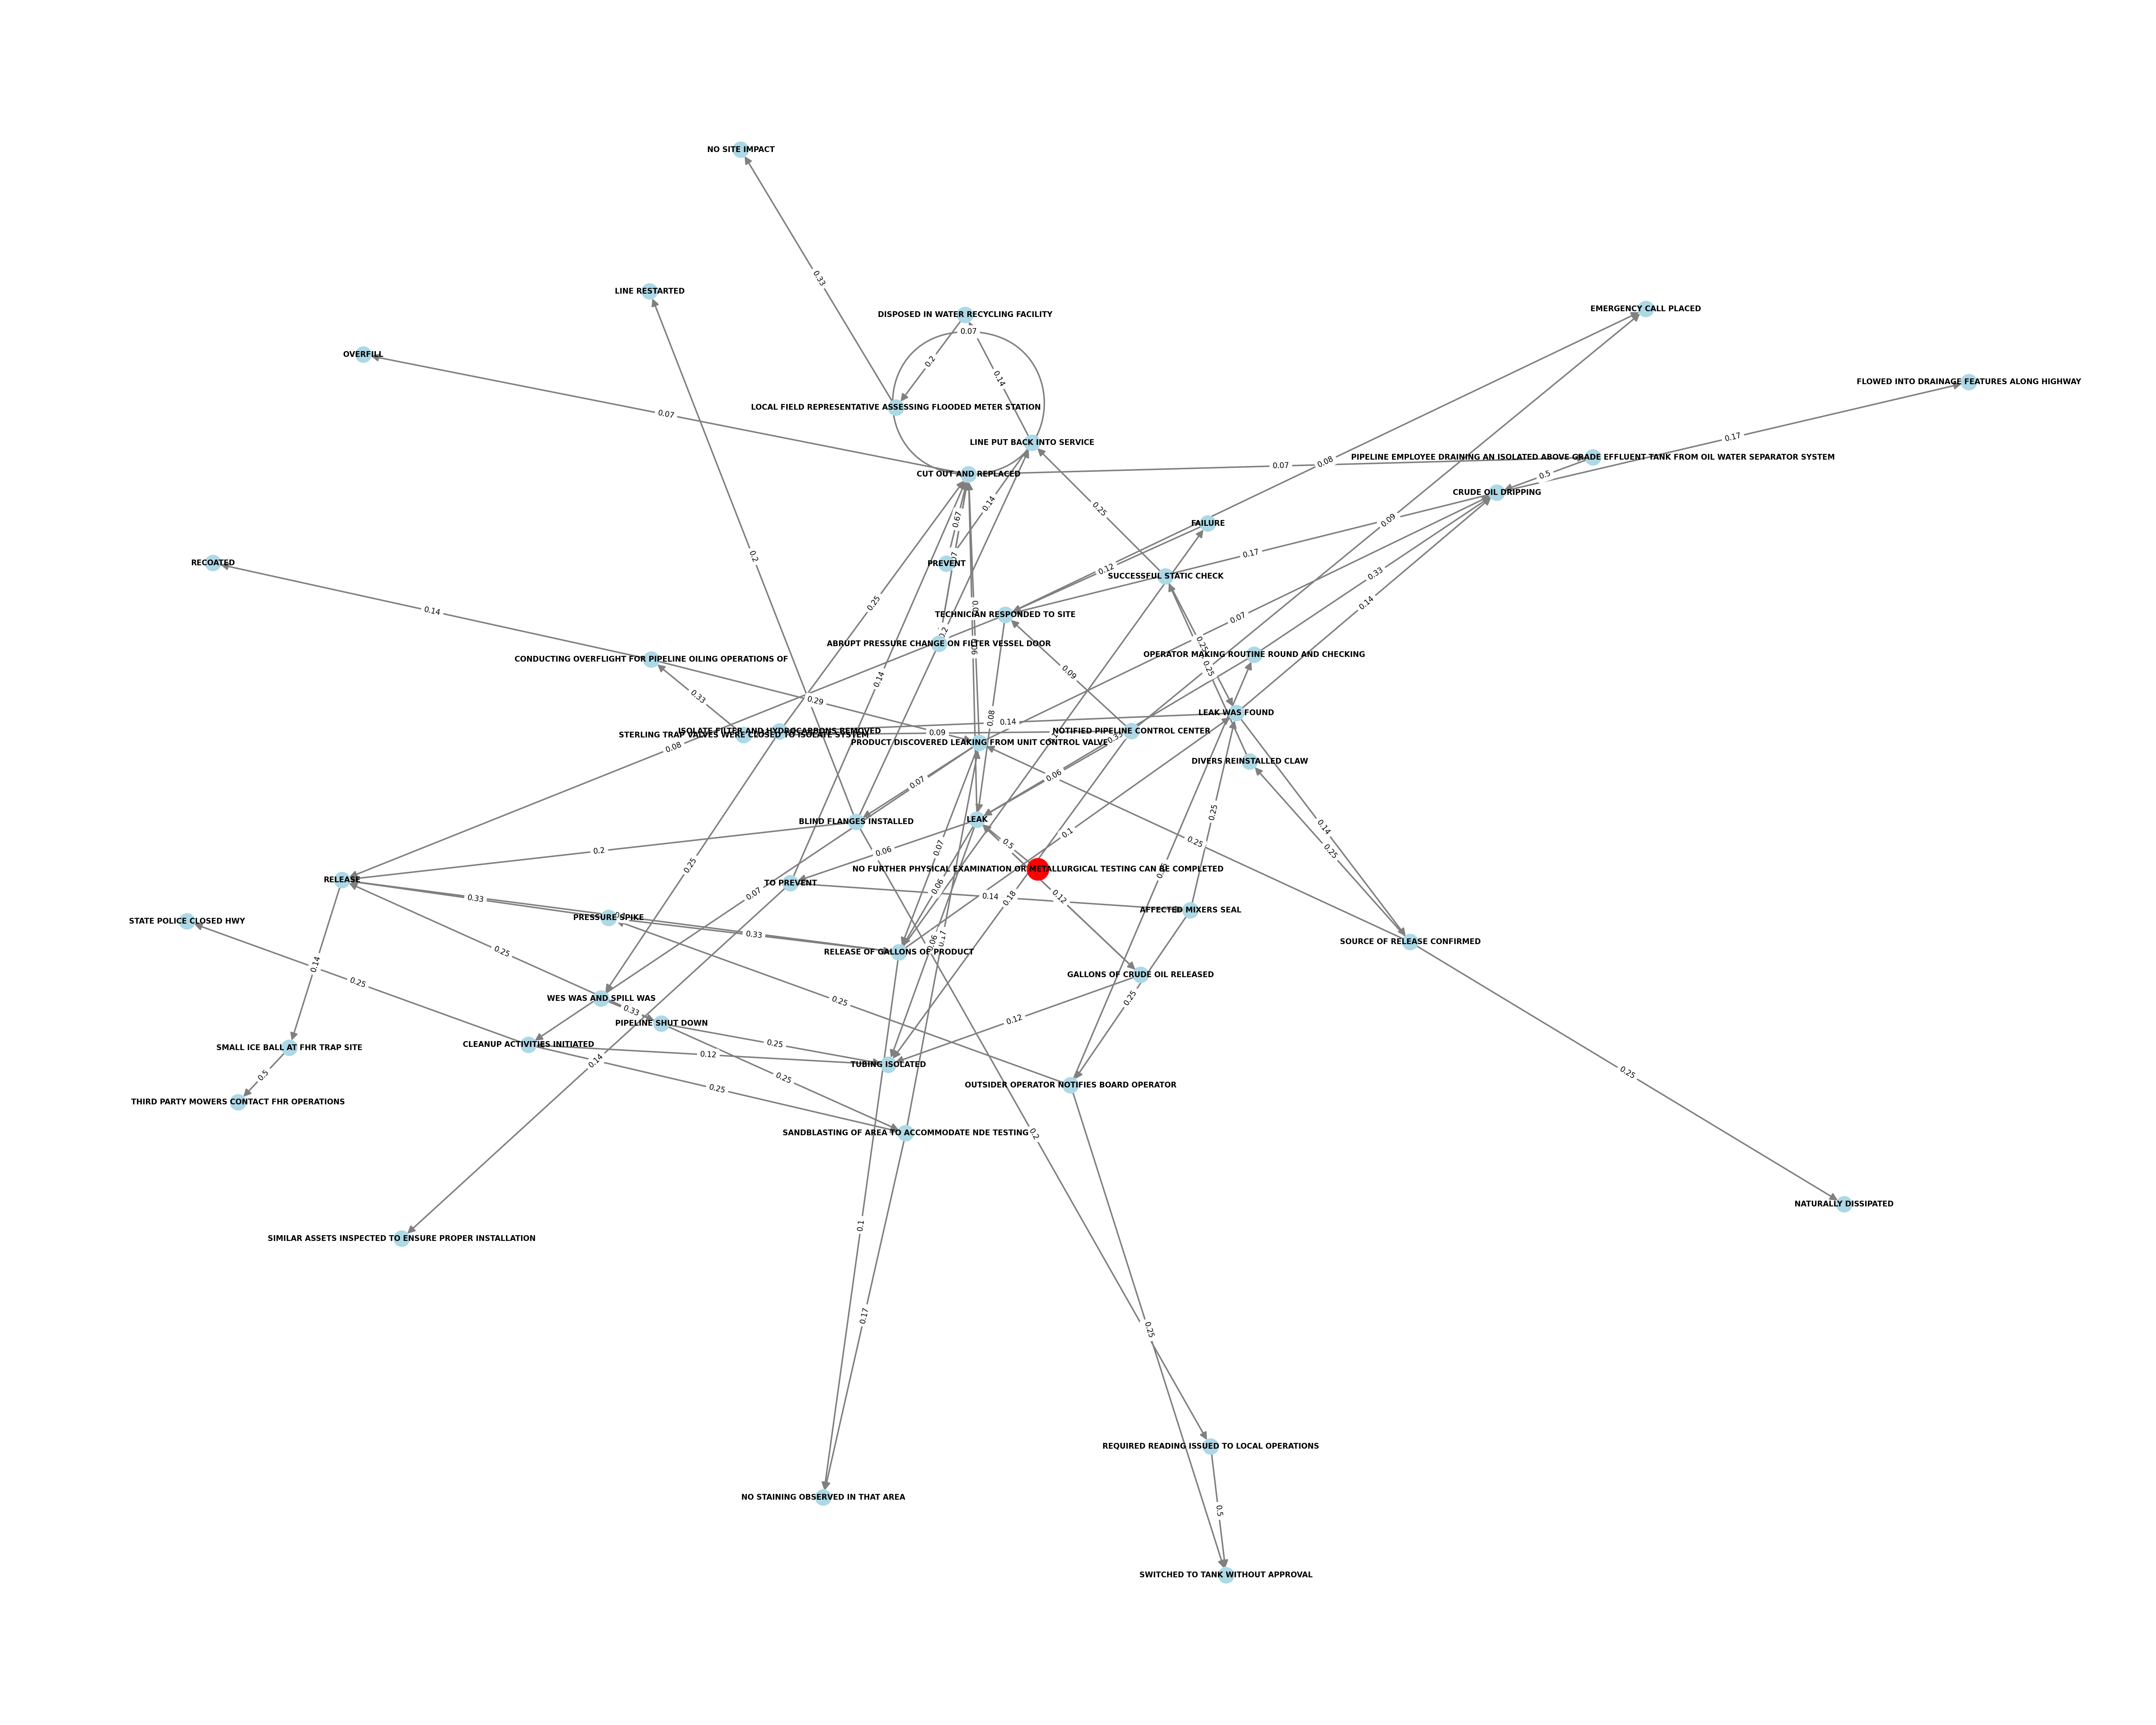 NO SITE IMPACT
0.33
LINE RESTARTED
EMERGENCY CALL PLACED
DISPOSED IN WATER RECYCLING FACILITY
0.07
OVERFILL
0.2
0.14
FLOWED INTO DRAINAGE FEATURES ALONG HIGHWAY
LOCAL FIELD REPRESENTATIVE ASSESSING FLOODED METER STATION
0.07
0.17
LINE PUT BACK INTO SERVICE
PIPELINE EMPLOYEE DRAINING AN ISOLATED ABOVE GRADE EFFLUENT TANK FROM OIL WATER SEPARATOR SYSTEM
0.07
0.08
CUT OUT AND REPLACED
0.5
CRUDE OIL DRIPPING
0.14
0.25
0.67
0.09
FAILURE
0.2
0.17
RECOATED
PREVENT
0.12
0.33
SUCCESSFUL STATIC CHECK
0.25
0.14
0.14
TECHNICIAN RESPONDED TO SITE
0.07
0.2
ABRUPT PRESSURE CHANGE ON FILTER VESSEL DOOR
0.06
0.25
OPERATOR MAKING ROUTINE ROUND AND CHECKING
CONDUCTING OVERFLIGHT FOR PIPELINE OILING OPERATIONS OF
0.25
0.09
0.14
0.33
0.29
LEAK WAS FOUND
0.08
0.14
ISOLATE FILTER AND HYDROCARBONS REMOVED
NOTIFIED PIPELINE CONTROL CENTER
STERLING TRAP VALVES WERE CLOSED TO ISOLATE SYSTEM
0.09
0.33
PRODUCT DISCOVERED LEAKING FROM UNIT CONTROL VALVE
0.08
DIVERS REINSTALLED CLAW
0.06
0.07
0.25
BLIND FLANGES INSTALLED
LEAK
0.14
0.1
0.25
0.5
0.07
0.06
0.2
0.25
0.25
NO FURTHER PHYSICAL EXAMINATION OR METALLURGICAL TESTING CAN BE COMPLETED
RELEASE
TO PREVENT
0.06
0.07
0.14
0.12
0.18
0.33
AFFECTED MIXERS SEAL
PRESSURE SPIKE
STATE POLICE CLOSED HWY
0.33
0.17
0.06
SOURCE OF RELEASE CONFIRMED
0.25
RELEASE OF GALLONS OF PRODUCT
0.14
GALLONS OF CRUDE OIL RELEASED
0.25
0.25
WES WAS AND SPILL WAS
0.25
0.33
0.12
PIPELINE SHUT DOWN
0.25
CLEANUP ACTIVITIES INITIATED
SMALL ICE BALL AT FHR TRAP SITE
0.12
0.14
TUBING ISOLATED
0.25
0.5
0.25
0.25
OUTSIDER OPERATOR NOTIFIES BOARD OPERATOR
THIRD PARTY MOWERS CONTACT FHR OPERATIONS
SANDBLASTING OF AREA TO ACCOMMODATE NDE TESTING
0.2
NATURALLY DISSIPATED
0.1
SIMILAR ASSETS INSPECTED TO ENSURE PROPER INSTALLATION
0.17
0.25
REQUIRED READING ISSUED TO LOCAL OPERATIONS
NO STAINING OBSERVED IN THAT AREA
0.5
SWITCHED TO TANK WITHOUT APPROVAL